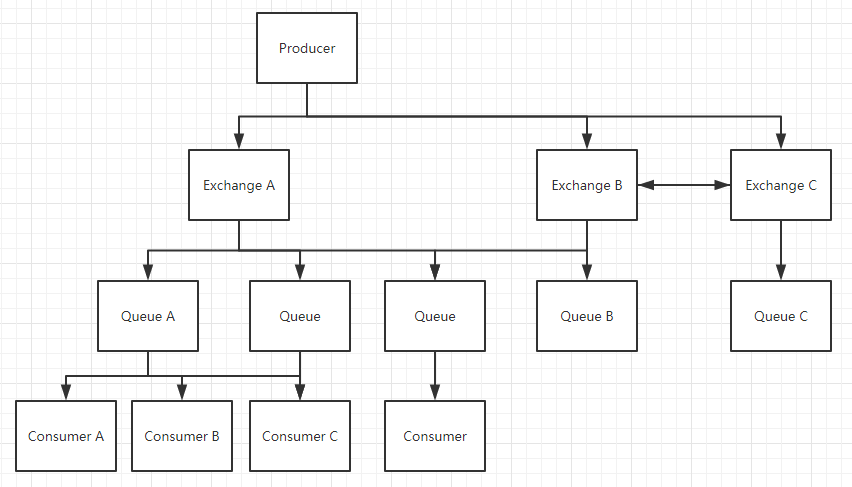 Producer
Exchange A
Exchange B
Exchange C
Queue A
Queue
Queue
Queue B
Queue C
Consumer A
Consumer B
Consumer C
Consumer